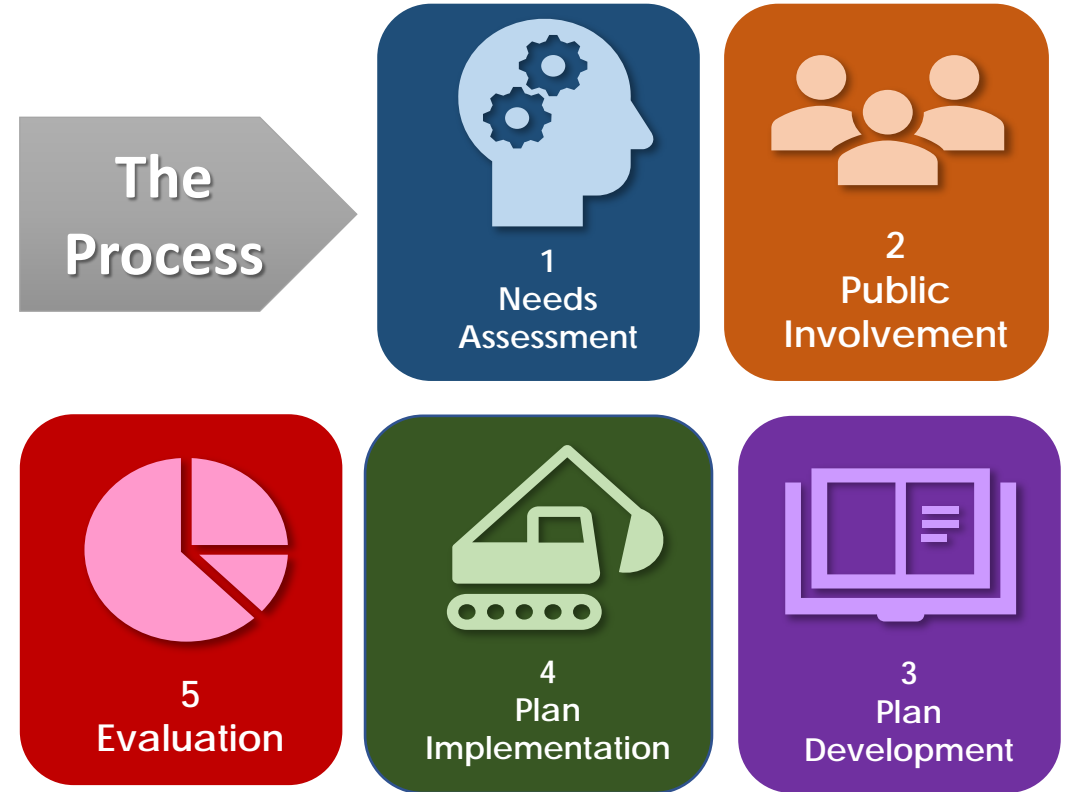 The
Process
1
Needs
Assessment
2
Public
Involvement
3
Plan
Development
4
Plan
Implementation
5
Evaluation